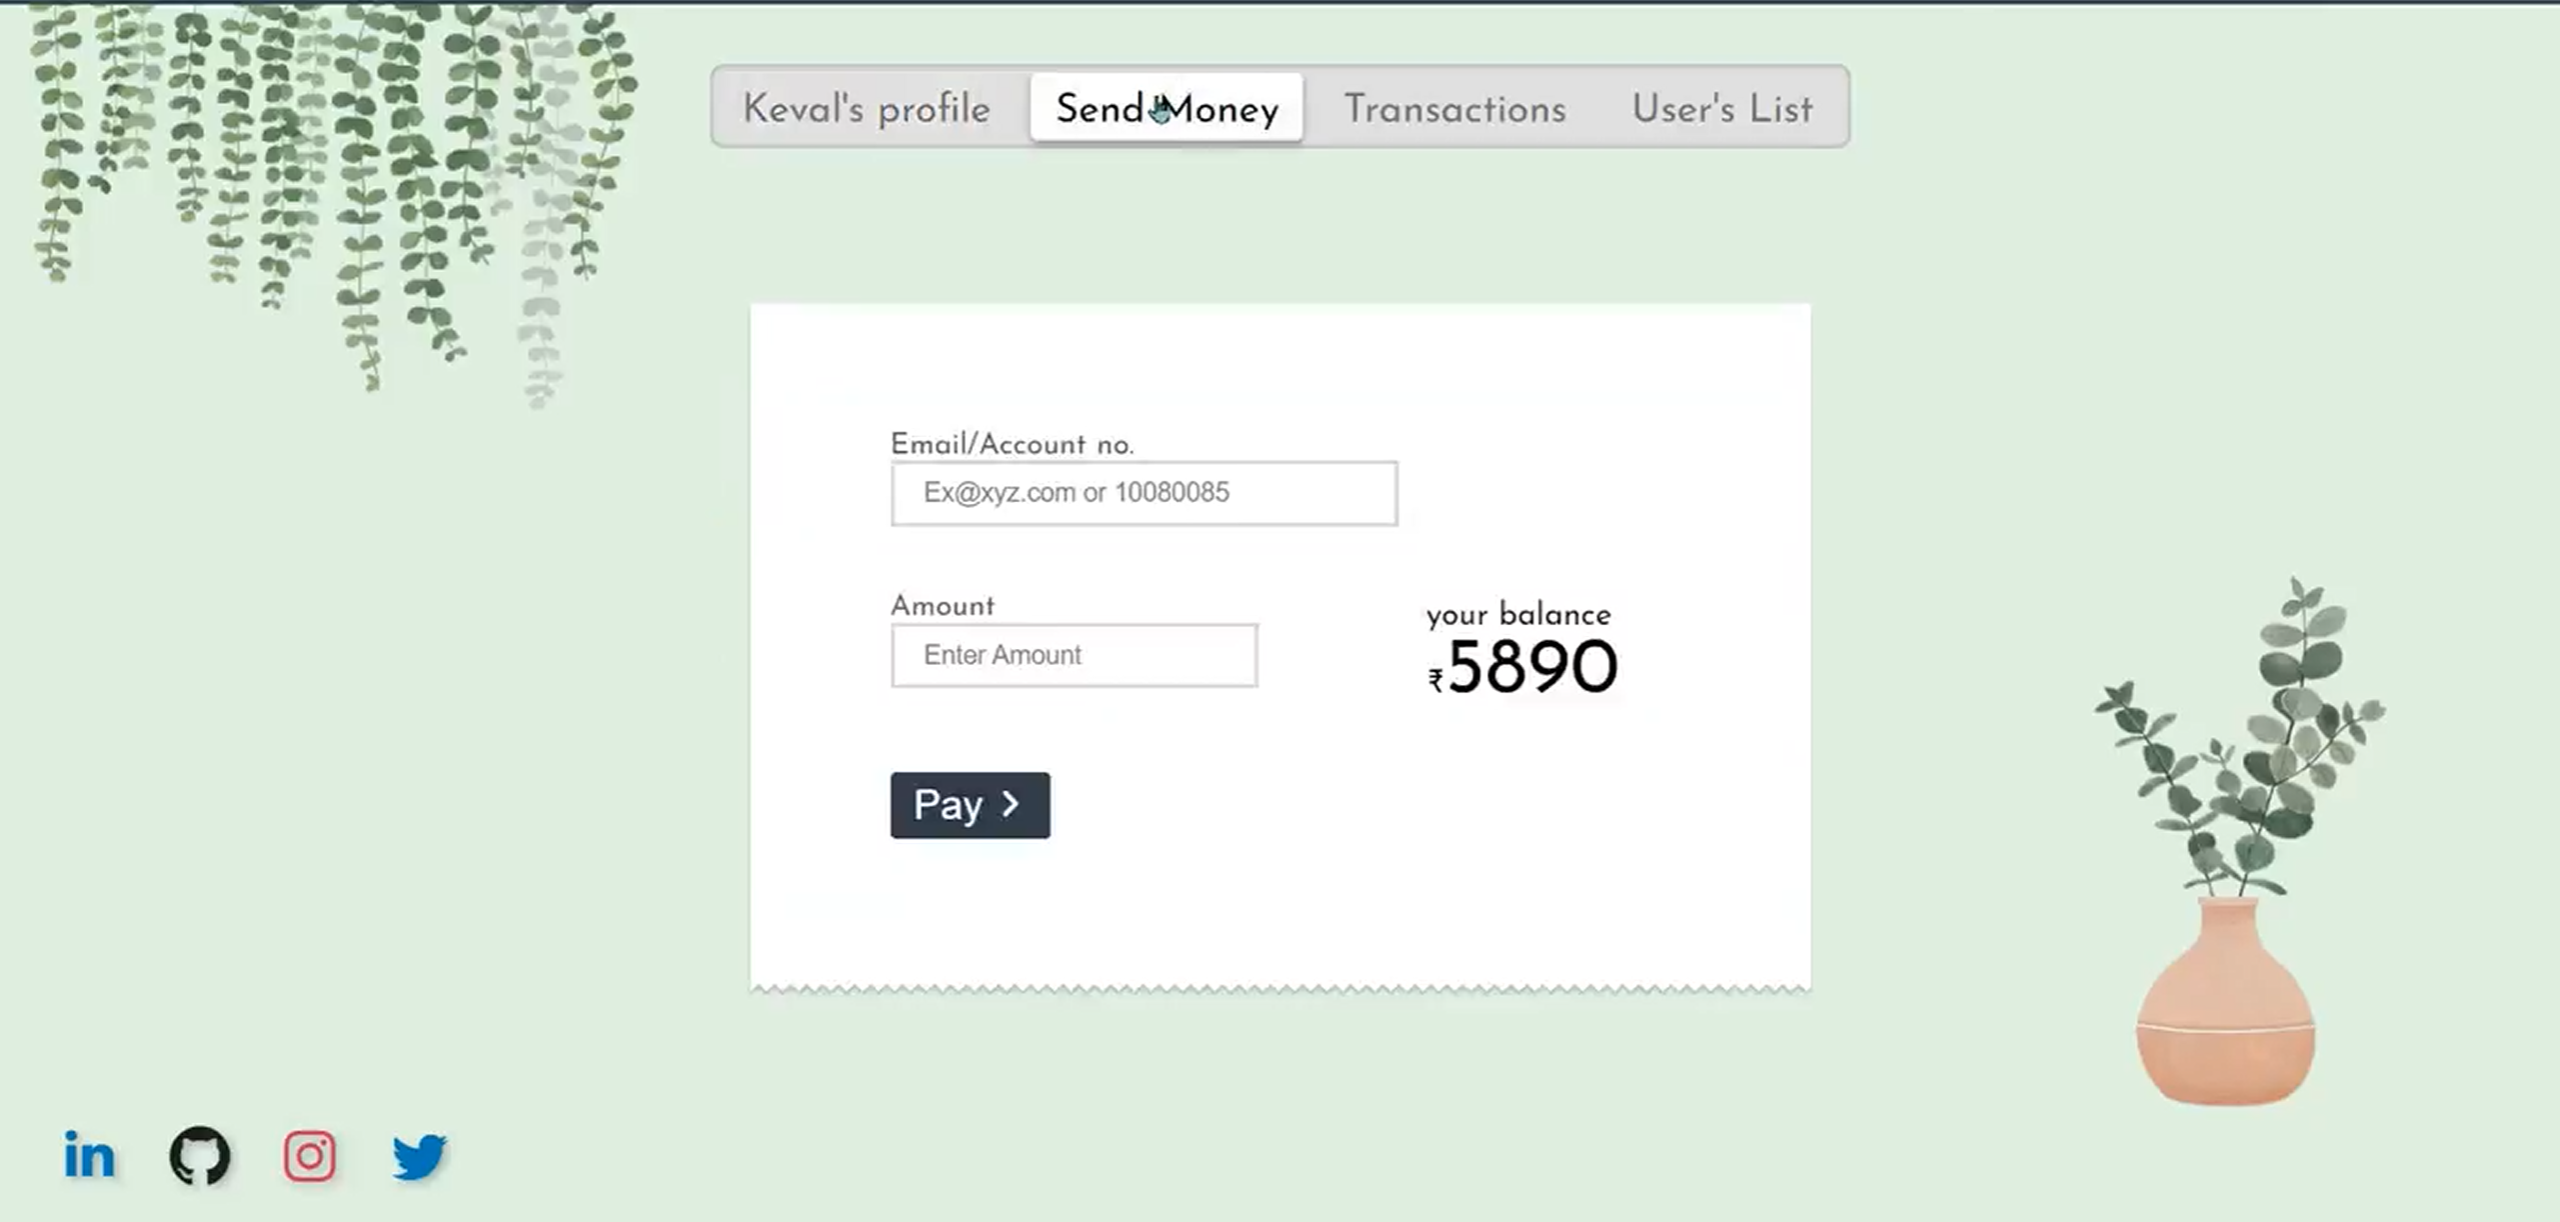 Keval's profile
Send Money
Transactions
User's List
Email/Account no.
Ex@xyz.com or 10080085
Amount
Enter Amount
your balance
₹5890
Pay
in